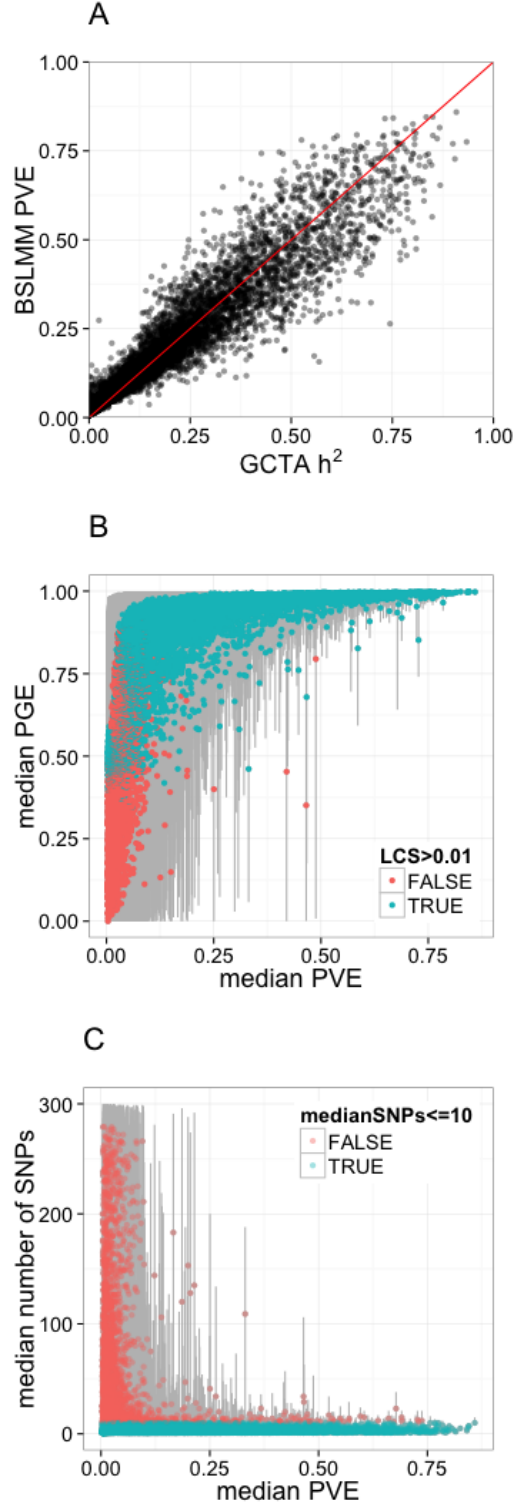 A
1.00
0.75
0.50
0.25
0.00
BSLMM PVE
0.00 0.25 0.50 0.75 1.00
GCTA h²
B
1.00
0.75
0.50
0.25
0.00
median PGE
LCS>0.01
FALSE
TRUE
0.00 0.25 0.50 0.75
median PVE
C
300
200
100
0
median number of SNPs
medianSNPs<=10
FALSE
TRUE
0.00 0.25 0.50 0.75
median PVE